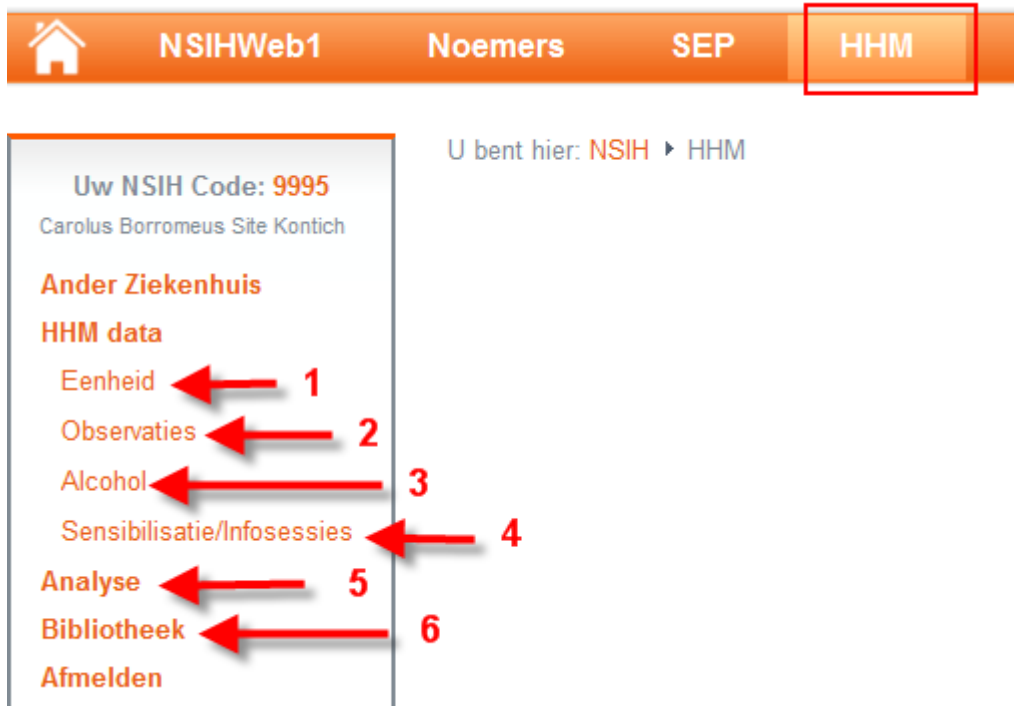 NSIHWeb1 Noemers SEP HHM
U bent hier: NSIH HHM
Uw NSIH Code: 9995
Carolus Borromeus Site Kontich
Ander Ziekenhuis
HHM data
Eenheid 1
Observaties 2
Alcohol 3
Sensibilisatie/Infosessies 4
Analyse 5
Bibliotheek 6
Afmelden